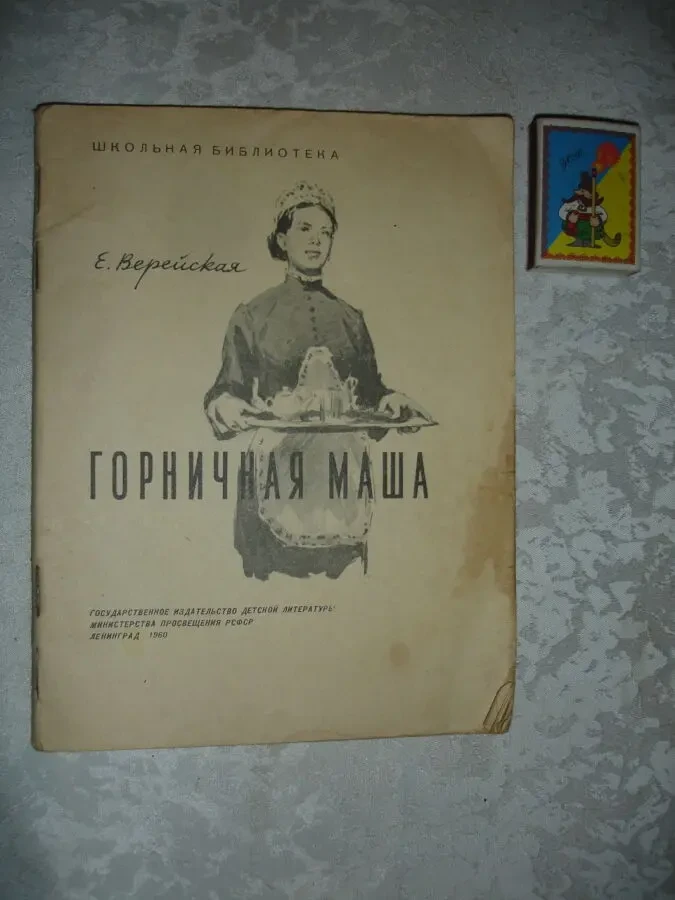 ШКОЛЬНАЯ БИБЛИОТЕКА
Е. Верейская
ГОРНИЧНАЯ МАША
ГОСУДАРСТВЕННОЕ ИЗДАТЕЛЬСТВО ДЕТСКОЙ ЛИТЕРАТУРЫ
МИНИСТЕРСТВА ПРОСВЕЩЕНИЯ РСФСР
ЛЕНИНГРАД 1960